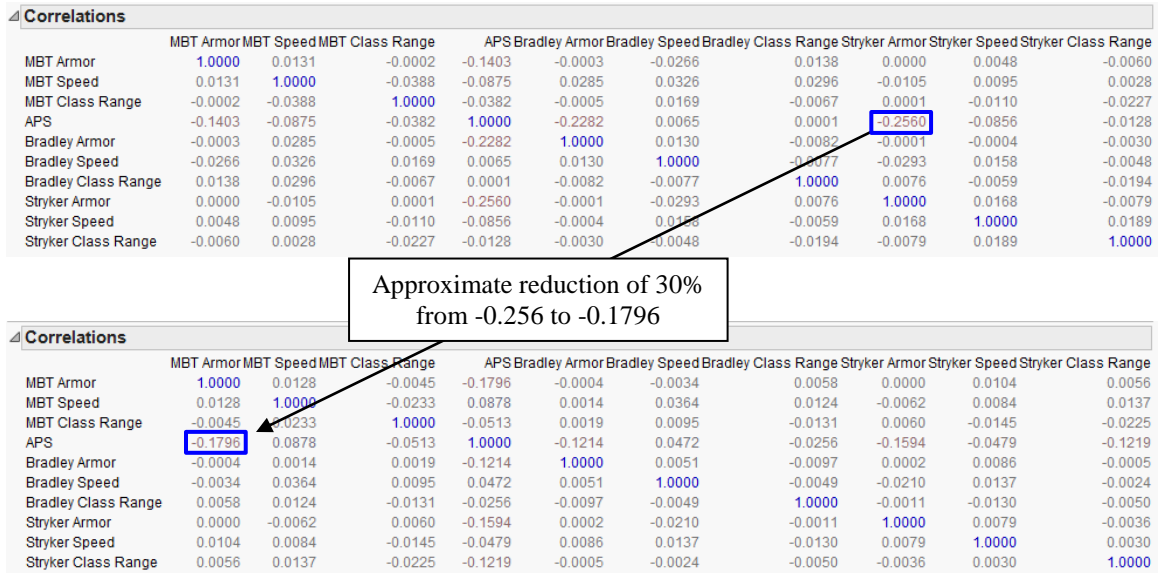 Correlations
MBT Armor MBT Speed MBT Class Range APS Bradley Armor Bradley Speed Bradley Class Range Stryker Armor Stryker Speed Stryker Class Range
MBT Armor 1.0000 0.0131 -0.0002 -0.1403 -0.0003 -0.0266 0.0138 0.0000 0.0048 -0.0060
MBT Speed 0.0131 1.0000 -0.0388 -0.0875 0.0285 0.0326 0.0296 -0.0105 0.0095 0.0028
MBT Class Range -0.0002 -0.0388 1.0000 -0.0382 -0.0005 0.0169 -0.0067 0.0001 -0.0110 -0.0227
APS -0.1403 -0.0875 -0.0382 1.0000 -0.2282 0.0065 0.0001 -0.2560 -0.0856 -0.0128
Bradley Armor -0.0003 0.0285 -0.0005 -0.2282 1.0000 0.0130 -0.0082 -0.0001 -0.0004 -0.0030
Bradley Speed -0.0266 0.0326 0.0169 0.0065 0.0130 1.0000 -0.0077 -0.0293 0.0158 -0.0048
Bradley Class Range 0.0138 0.0296 -0.0067 0.0001 -0.0082 -0.0077 1.0000 0.0076 -0.0059 -0.0194
Stryker Armor 0.0000 -0.0105 0.0001 -0.2560 -0.0001 -0.0293 0.0076 1.0000 0.0168 -0.0079
Stryker Speed 0.0048 0.0095 -0.0110 -0.0856 -0.0004 0.0158 -0.0059 0.0168 1.0000 0.0189
Stryker Class Range -0.0060 0.0028 -0.0227 -0.0128 -0.0030 -0.0048 -0.0194 -0.0079 0.0189 1.0000
Approximate reduction of 30%
from -0.256 to -0.1796
Correlations
MBT Armor MBT Speed MBT Class Range APS Bradley Armor Bradley Speed Bradley Class Range Stryker Armor Stryker Speed Stryker Class Range
MBT Armor 1.0000 0.0128 -0.0045 -0.1796 -0.0004 -0.0034 0.0058 0.0000 0.0104 0.0056
MBT Speed 0.0128 1.0000 -0.0233 0.0878 0.0014 0.0364 0.0124 -0.0062 0.0084 0.0137
MBT Class Range -0.0045 -0.0233 1.0000 -0.0513 0.0019 0.0095 -0.0131 0.0060 -0.0145 -0.0225
APS -0.1796 0.0878 -0.0513 1.0000 -0.1214 0.0472 -0.0256 -0.1594 -0.0479 -0.1219
Bradley Armor -0.0004 0.0014 0.0019 -0.1214 1.0000 0.0051 -0.0097 0.0002 0.0086 -0.0005
Bradley Speed -0.0034 0.0364 0.0095 0.0472 0.0051 1.0000 -0.0049 -0.0210 0.0137 -0.0024
Bradley Class Range 0.0058 0.0124 -0.0131 -0.0256 -0.0097 -0.0049 1.0000 -0.0011 -0.0130 -0.0050
Stryker Armor 0.0000 -0.0062 0.0060 -0.1594 0.0002 -0.0210 -0.0011 1.0000 0.0079 -0.0036
Stryker Speed 0.0104 0.0084 -0.0145 -0.0479 0.0086 0.0137 -0.0130 0.0079 1.0000 0.0030
Stryker Class Range 0.0056 0.0137 -0.0225 -0.1219 -0.0005 -0.0024 -0.0050 -0.0036 0.0030 1.0000